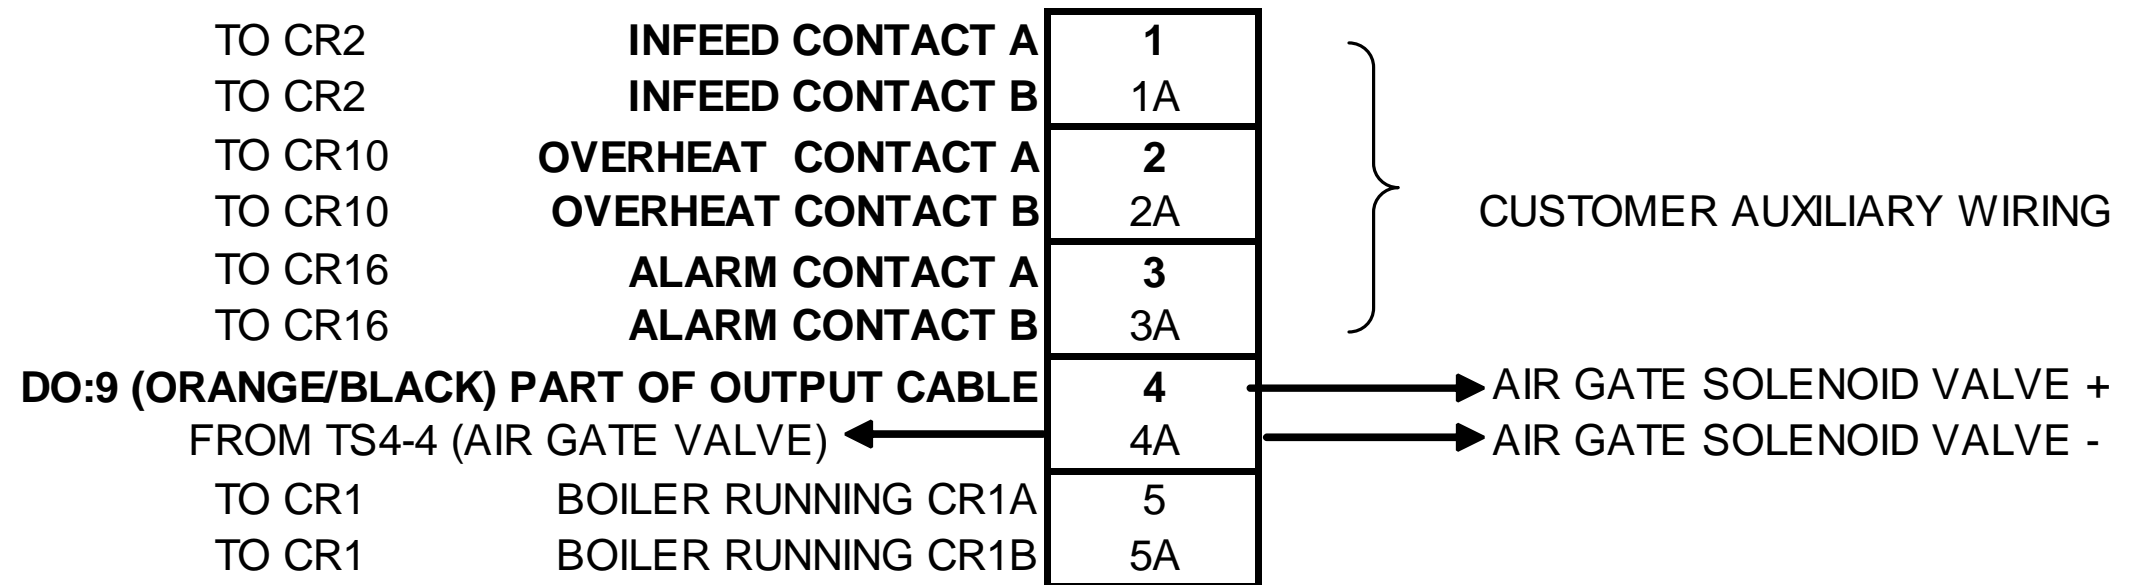 TO CR2 INFEED CONTACT A 1
TO CR2 INFEED CONTACT B 1A
TO CR10 OVERHEAT CONTACT A 2
TO CR10 OVERHEAT CONTACT B 2A
CUSTOMER AUXILIARY WIRING
TO CR16 ALARM CONTACT A 3
TO CR16 ALARM CONTACT B 3A
DO:9 (ORANGE/BLACK) PART OF OUTPUT CABLE 4 AIR GATE SOLENOID VALVE +
FROM TS4-4 (AIR GATE VALVE) 4A AIR GATE SOLENOID VALVE -
TO CR1 BOILER RUNNING CR1A 5
TO CR1 BOILER RUNNING CR1B 5A